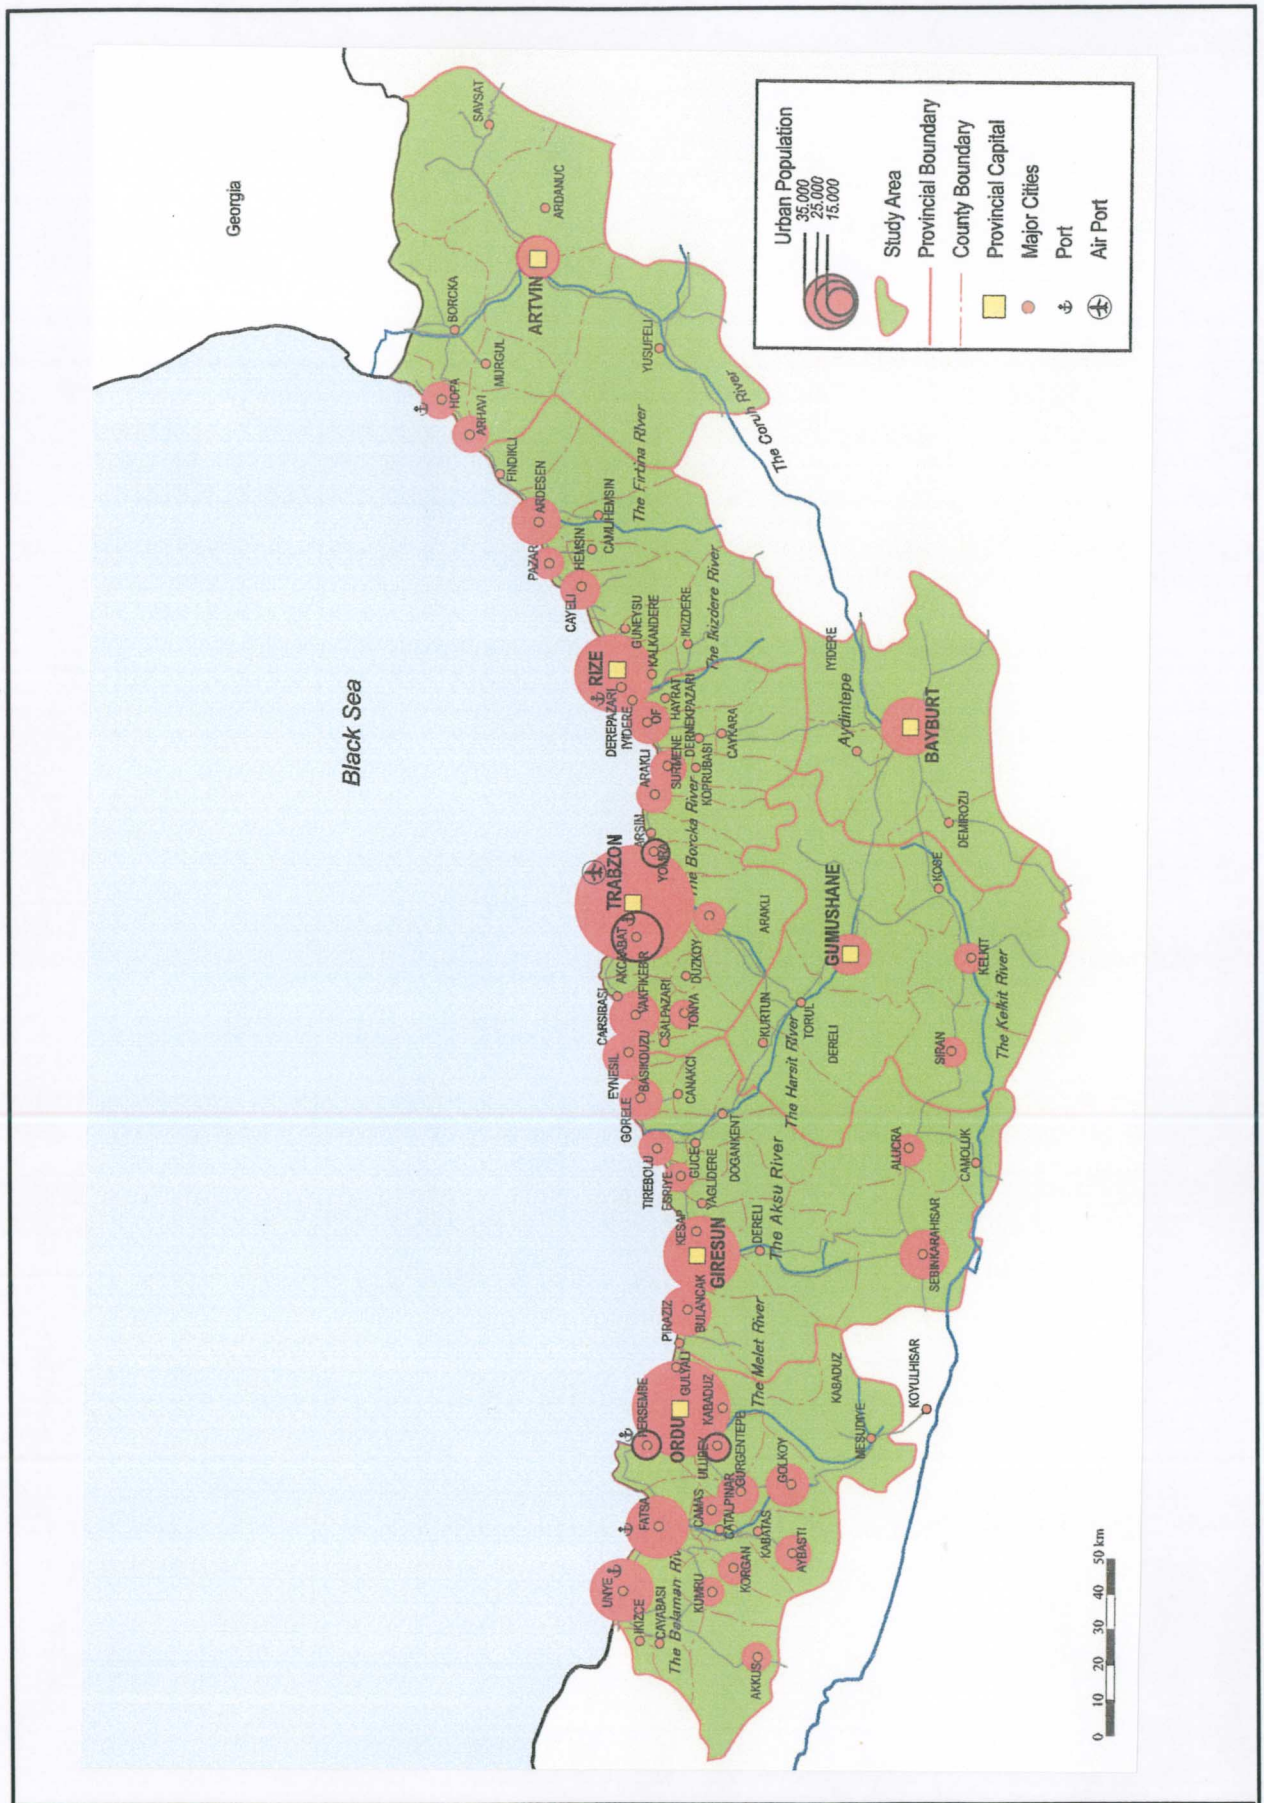 Georgia
Black Sea
SAVSAT
ARDANUC
ARTVIN
BORCKA
MURGUL
YUSUFELI
HOPA
ARHAVI
FINDIKLI
The Coruh River
The Firtina River
ARDESEN
CAMLIHEMSIN
HEMSIN
PAZAR
CAYELI
GUNEYSU
KALKANDERE
IKIZDERE
The Ikizdere River
RIZE
DEREPAZARI
IYIDERE
OF
HAYRAT
DERNEKPAZARI
CAYKARA
IYIDERE
Aydintepe
BAYBURT
SURMENE
KOPRUBASI
ARAKLI
ARSIN
YOMRA
The Borcka River
DEMIROZU
KOSE
TRABZON
AKCAABAT
ARAKLI
GUMUSHANE
KELKIT
The Kelkit River
DUZKOY
VAKFIKEBIR
CARSIBASI
SALPAZARI
TONYA
KURTUN
TORUL
DERELI
SIRAN
EYNESIL
BASIKDUZU
GORELE
CANAKCI
The Harsit River
DOGANKENT
TIREBOLU
GUCE
ESRIYE
YAGLIDERE
ALUCRA
CAMOLUK
KESAP
GIRESUN
DERELI
The Aksu River
SEBINKARAHISAR
BULANCAK
PIRAZIZ
The Melet River
GULYALI
KABADUZ
KABADUZ
KOYULHISAR
MESUDIYE
PERSEMBE
ORDU
ULUBEY
GURGENTEPE
GOLKOY
FATSA
CAMAS
CATALPINAR
KABATAS
AYBASTI
KORGAN
KUMRU
UNYE
IKIZCE
CAYABASI
The Bolaman Riv
AKKUS
Urban Population
35.000
25.000
15.000
Study Area
Provincial Boundary
County Boundary
Provincial Capital
Major Cities
Port
Air Port
0 10 20 30 40 50 km